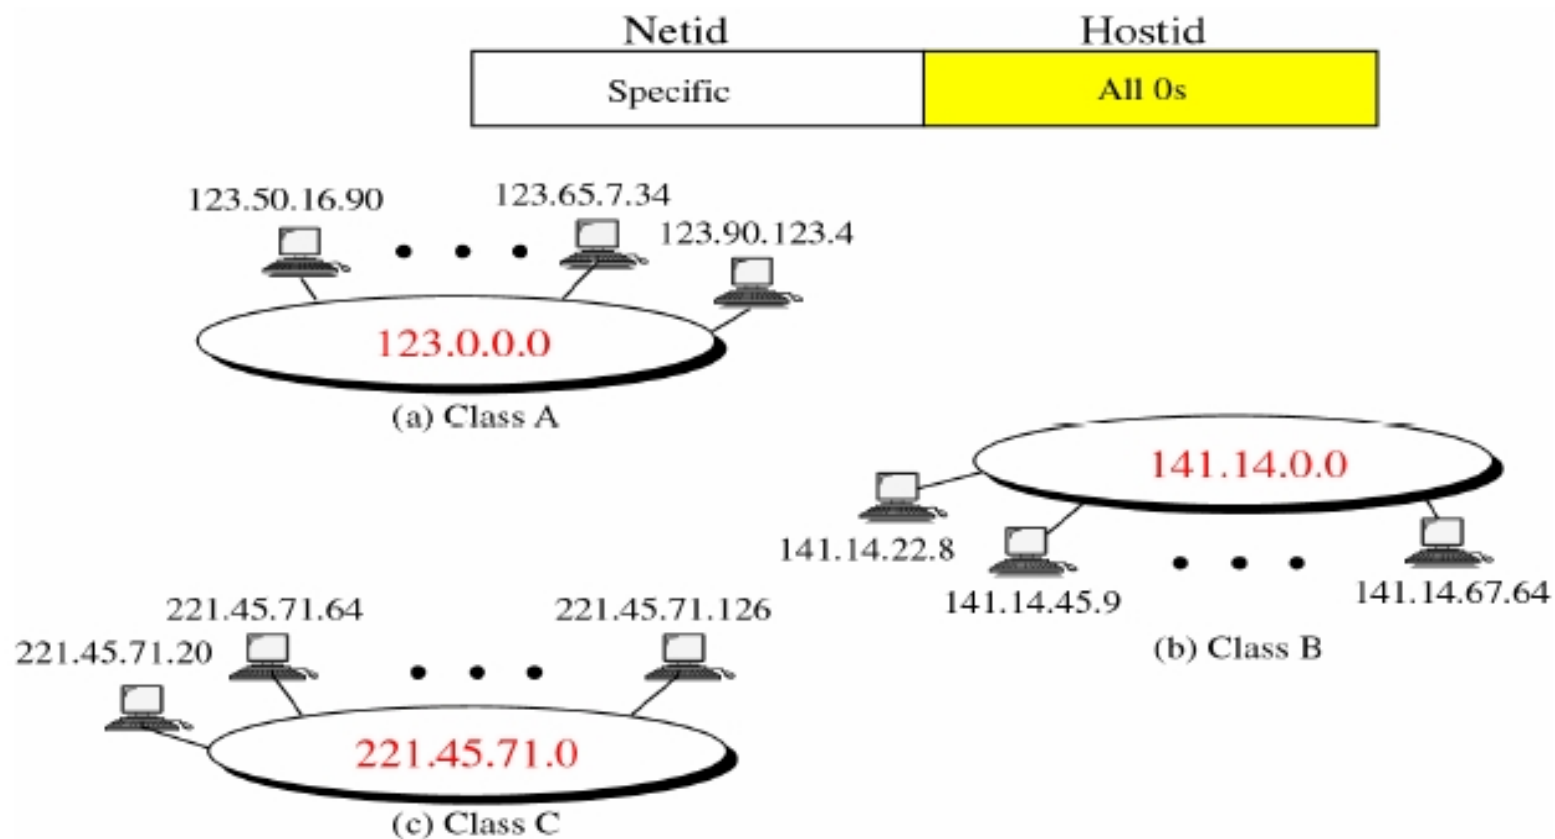 Netid Hostid
Specific All 0s
123.50.16.90
123.65.7.34
123.90.123.4
123.0.0.0
(a) Class A
141.14.0.0
141.14.22.8
141.14.45.9
141.14.67.64
(b) Class B
221.45.71.64
221.45.71.126
221.45.71.20
221.45.71.0
(c) Class C